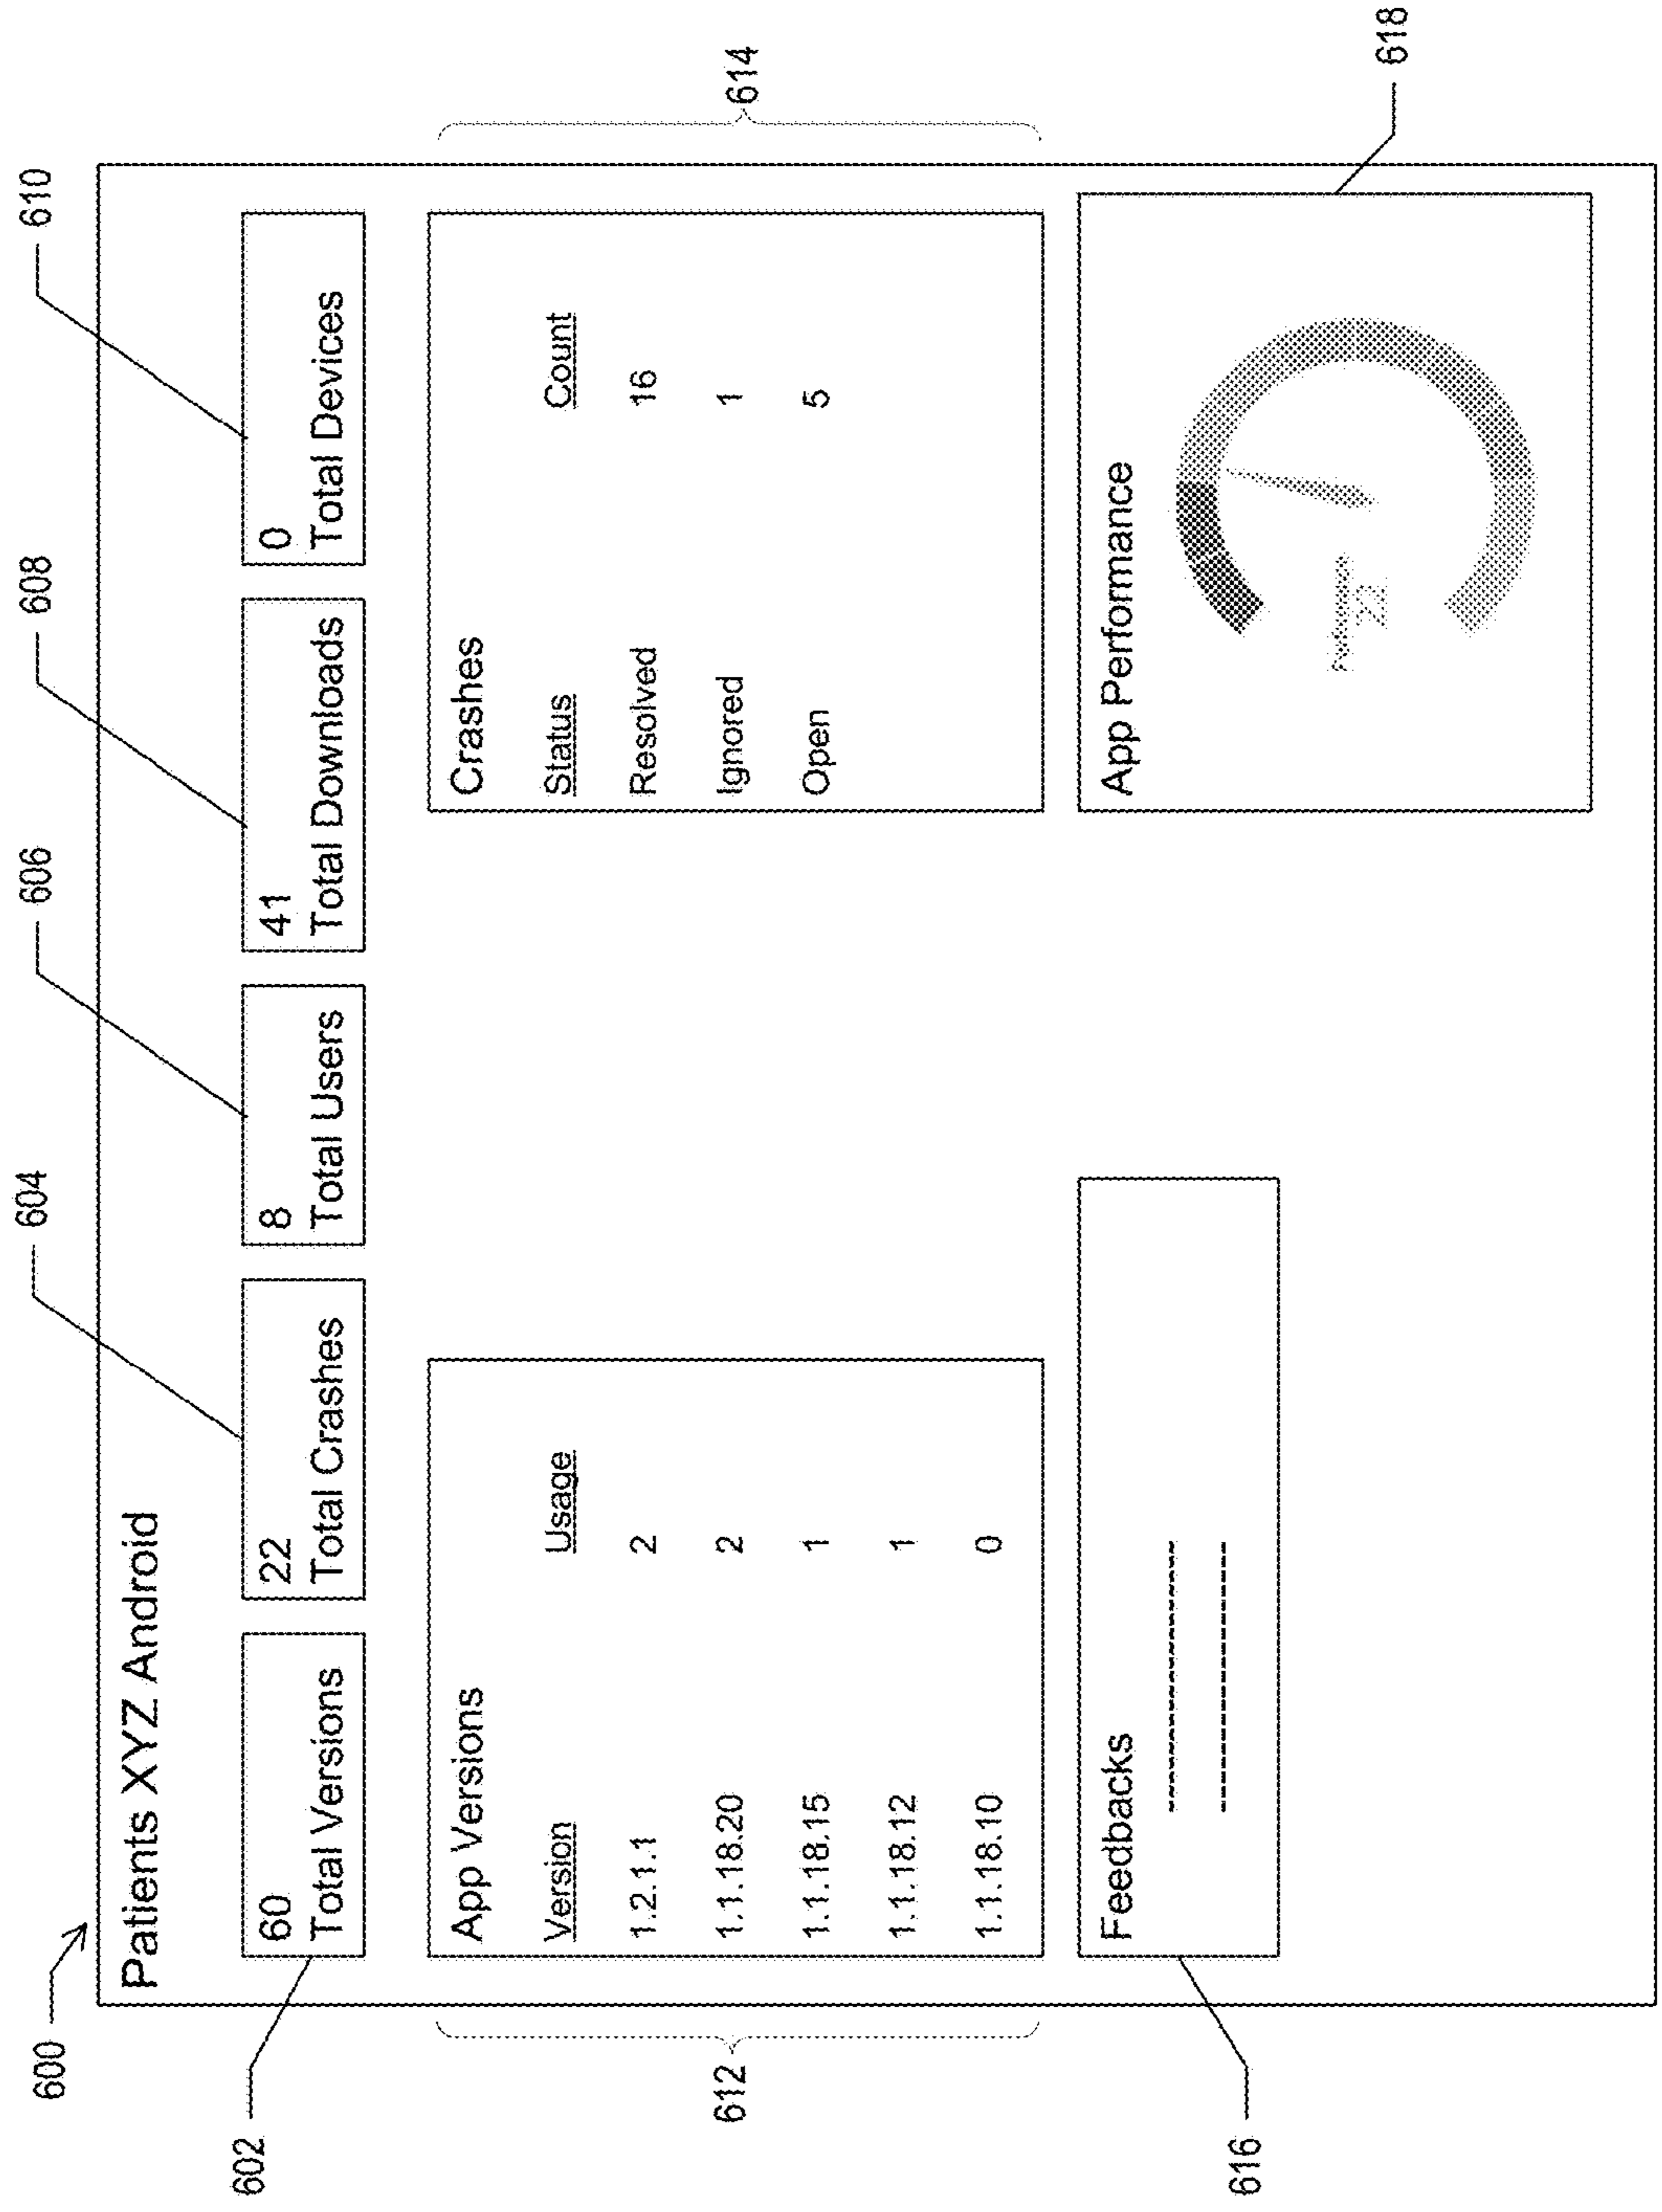 600
Patients XYZ Android
604
606
608
610
602
60
Total Versions
22
Total Crashes
8
Total Users
41
Total Downloads
0
Total Devices
612
App Versions
Version Usage
1.2.1.1 2
1.1.18.20 2
1.1.18.15 1
1.1.18.12 1
1.1.18.10 0
614
Crashes
Status Count
Resolved 16
Ignored 1
Open 5
616
Feedbacks
App Perfomance
618